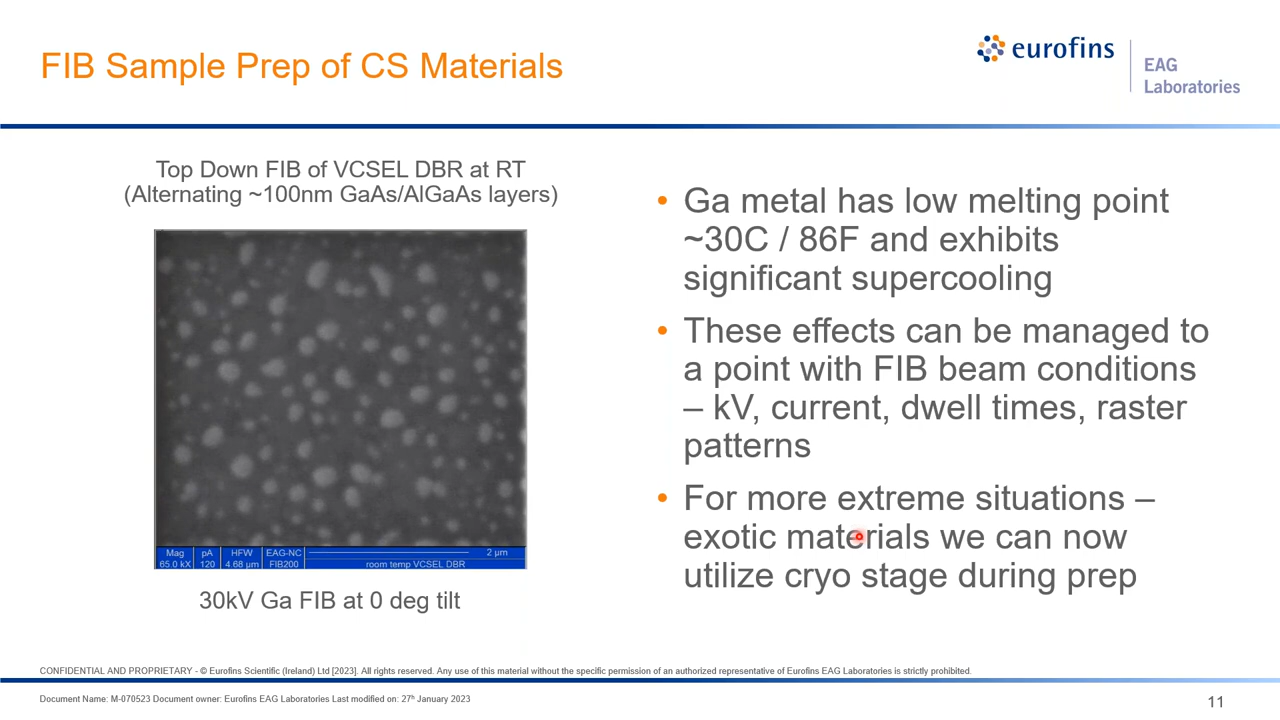 FIB Sample Prep of CS Materials
eurofins
EAG
Laboratories
Top Down FIB of VCSEL DBR at RT
(Alternating ~100nm GaAs/AlGaAs layers)
Mag pA HFW EAG-NC 2 µm
65.0 kX 120 4.68 µm FIB200 room temp VCSEL DBR
30kV Ga FIB at 0 deg tilt
• Ga metal has low melting point
~30C / 86F and exhibits
significant supercooling
• These effects can be managed to
a point with FIB beam conditions
– kV, current, dwell times, raster
patterns
• For more extreme situations –
exotic materials we can now
utilize cryo stage during prep
CONFIDENTIAL AND PROPRIETARY - © Eurofins Scientific (Ireland) Ltd [2023]. All rights reserved. Any use of this material without the specific permission of an authorized representative of Eurofins EAG Laboratories is strictly prohibited.
Document Name: M-070523 Document owner: Eurofins EAG Laboratories Last modified on: 27th January 2023
11